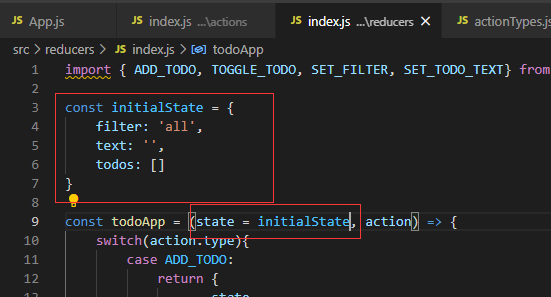 JS App.js JS index.js ...\actions JS index.js ...\reducers × JS actionTypes.js
src > reducers > JS index.js > todoApp
1 import { ADD_TODO, TOGGLE_TODO, SET_FILTER, SET_TODO_TEXT} from
2
3 const initialState = {
4 filter: 'all',
5 text: '',
6 todos: []
7 }
8
9 const todoApp = (state = initialState, action) => {
10 switch(action.type){
11 case ADD_TODO:
12 return {
state